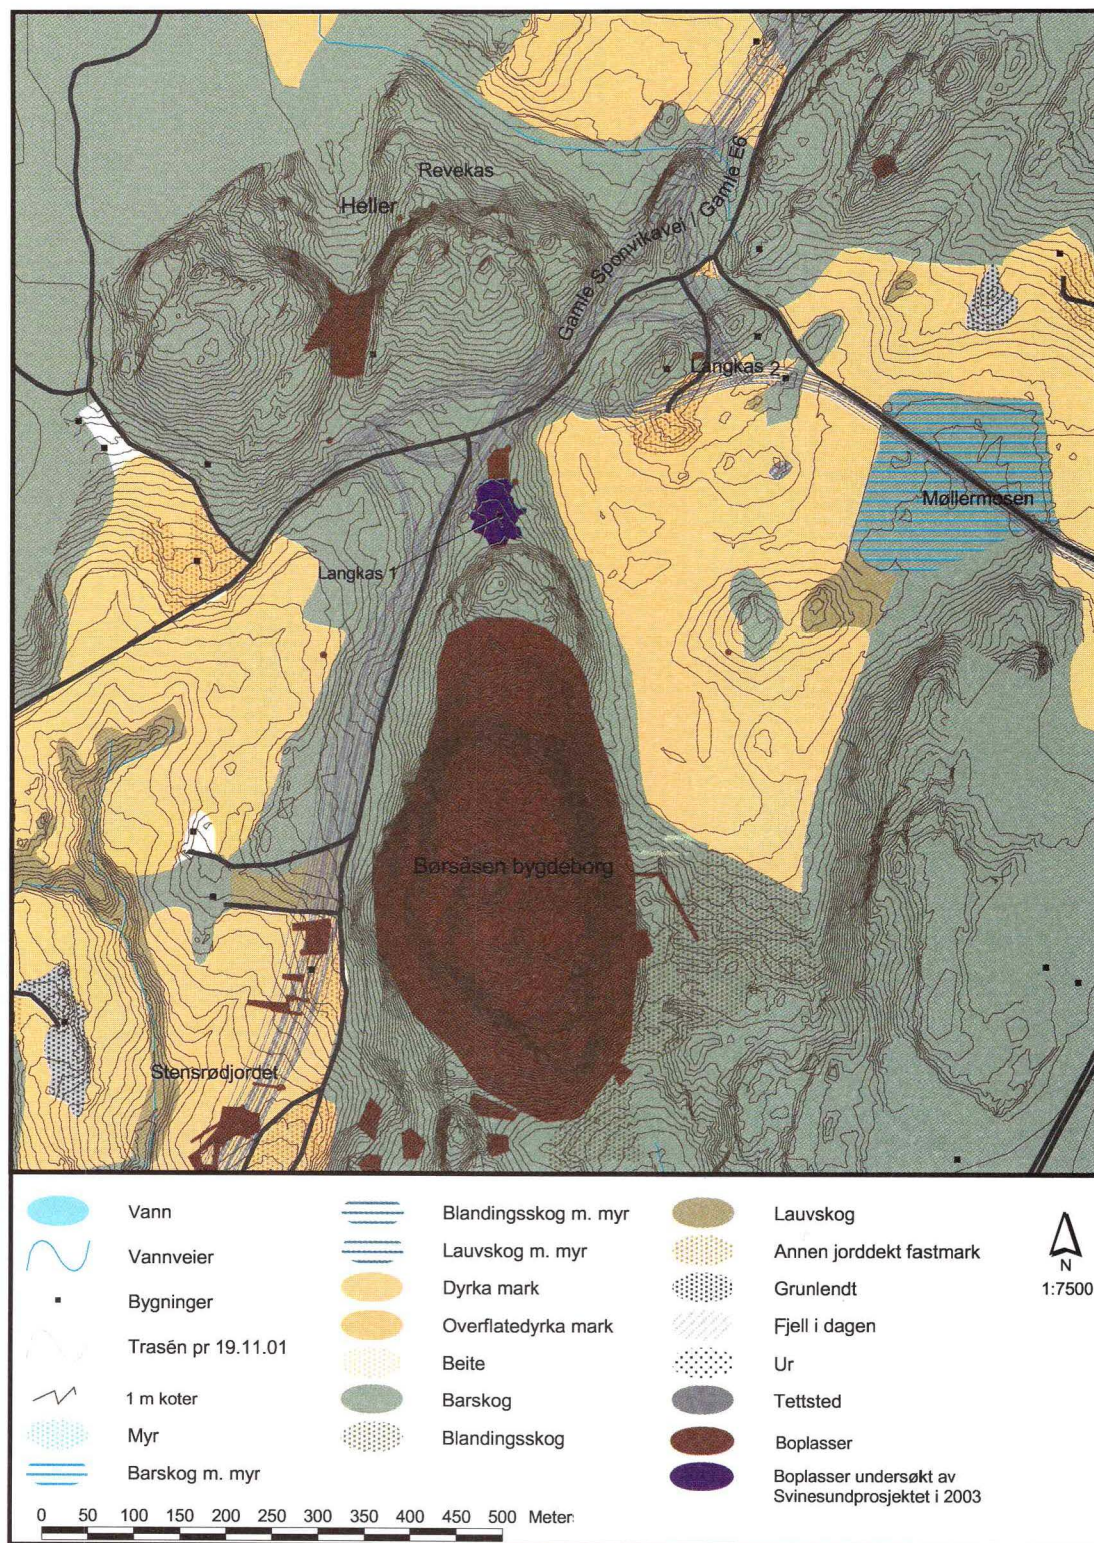 Revekas
Heller
Gamle Sponvikavei / Gamle E6
Langkas 2
Møllermosen
Langkas 1
Børsåsen bygdeborg
Stensrødjordet
Vann
Vannveier
Bygninger
Trasén pr 19.11.01
1 m koter
Myr
Barskog m. myr
Blandingsskog m. myr
Lauvskog m. myr
Dyrka mark
Overflatedyrka mark
Beite
Barskog
Blandingsskog
Lauvskog
Annen jorddekt fastmark
Grunlendt
Fjell i dagen
Ur
Tettsted
Boplasser
Boplasser undersøkt av
Svinesundprosjektet i 2003
N
1:7500
0 50 100 150 200 250 300 350 400 450 500 Meter